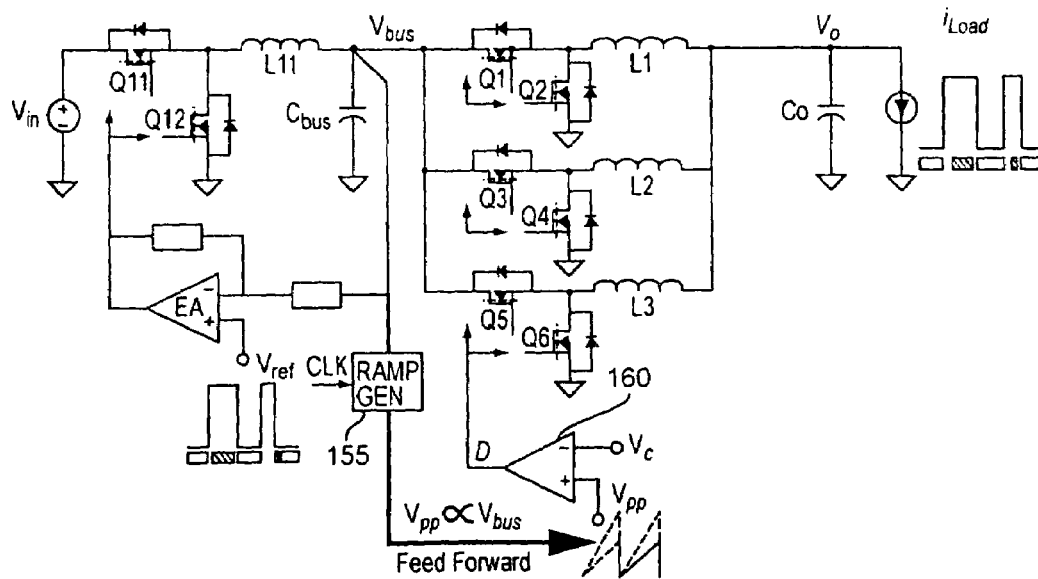 V_bus
V_o
i_Load
Q11
L11
Q1
L1
V_in
Q12
C_bus
Q2
Co
Q3
L2
Q4
EA
Q5
L3
Q6
V_ref
CLK
RAMP
GEN
160
155
D
V_c
V_pp ∝ V_bus
V_pp
Feed Forward